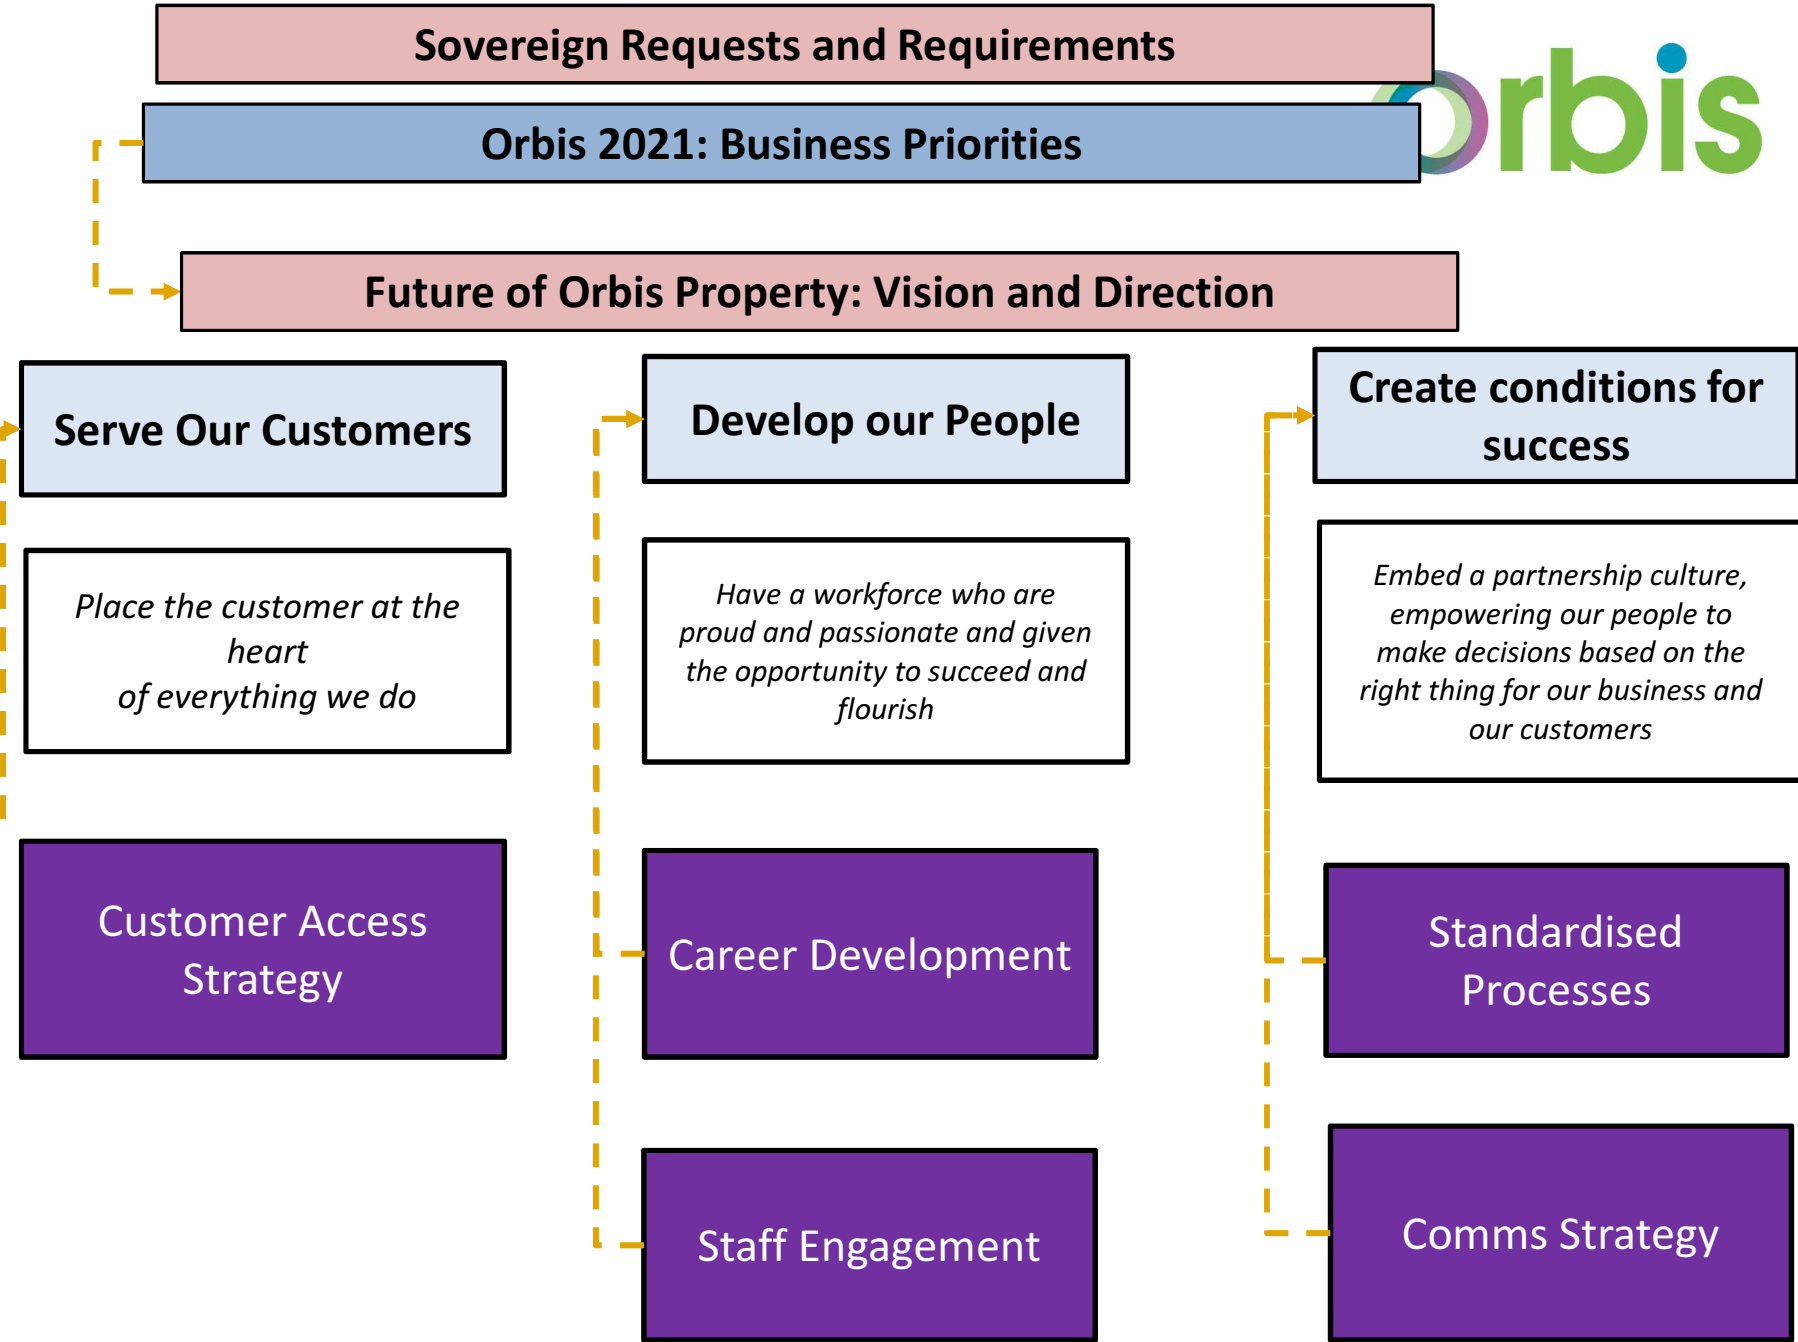 Sovereign Requests and Requirements
Orbis
Orbis 2021: Business Priorities
Future of Orbis Property: Vision and Direction
Serve Our Customers
Develop our People
Create conditions for
success
Place the customer at the
heart
of everything we do
Have a workforce who are
proud and passionate and given
the opportunity to succeed and
flourish
Embed a partnership culture,
empowering our people to
make decisions based on the
right thing for our business and
our customers
Customer Access
Strategy
Career Development
Standardised
Processes
Staff Engagement
Comms Strategy